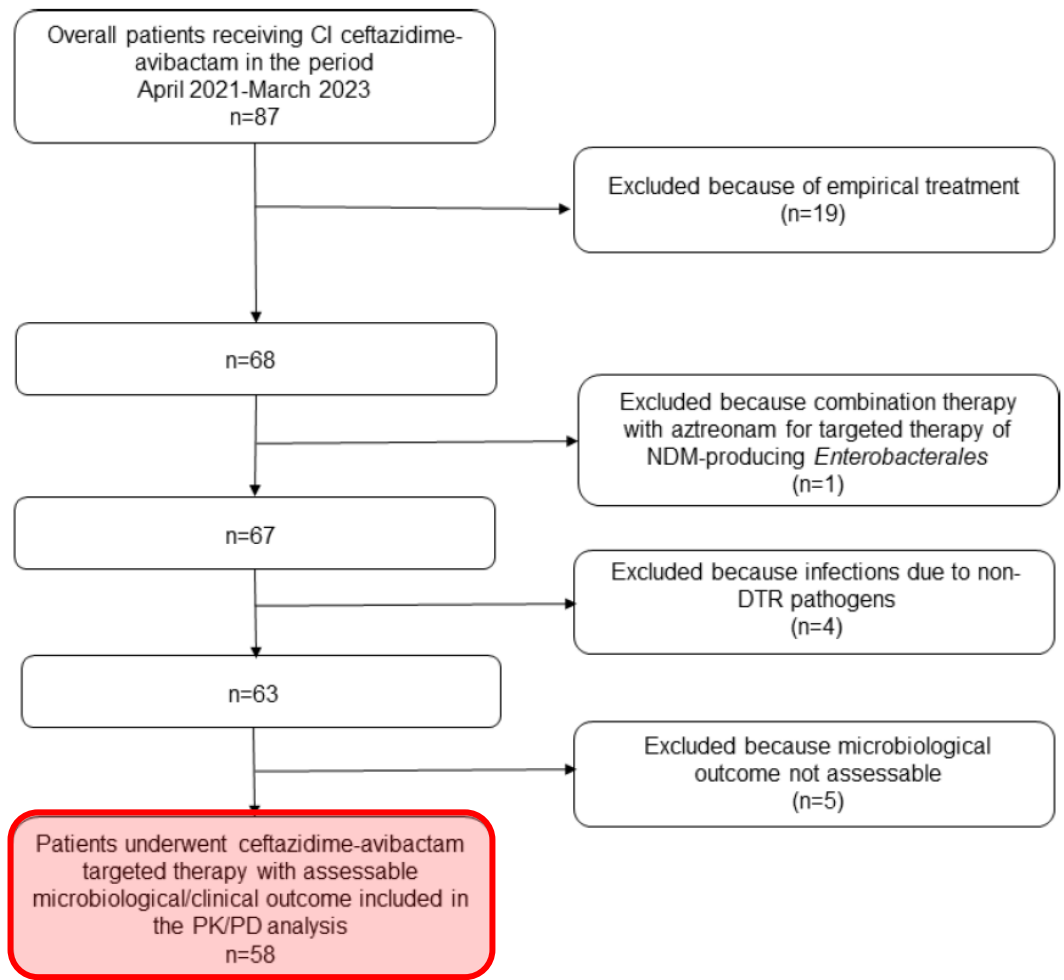 Overall patients receiving CI ceftazidime-
avibactam in the period
April 2021-March 2023
n=87
Excluded because of empirical treatment
(n=19)
n=68
Excluded because combination therapy
with aztreonam for targeted therapy of
NDM-producing Enterobacterales
(n=1)
n=67
Excluded because infections due to non-
DTR pathogens
(n=4)
n=63
Excluded because microbiological
outcome not assessable
(n=5)
Patients underwent ceftazidime-avibactam
targeted therapy with assessable
microbiological/clinical outcome included in
the PK/PD analysis
n=58